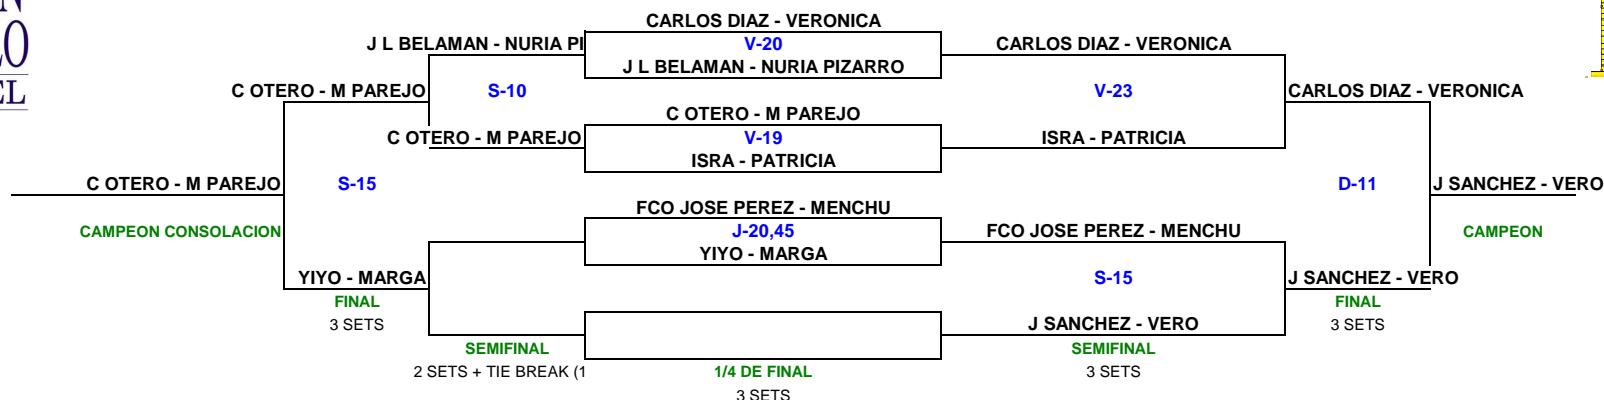 CARLOS DIAZ - VERONICA
J L BELAMAN - NURIA PI
V-20
CARLOS DIAZ - VERONICA
J L BELAMAN - NURIA PIZARRO
C OTERO - M PAREJO
S-10
V-23
CARLOS DIAZ - VERONICA
EL
C OTERO - M PAREJO
C OTERO - M PAREJO
V-19
ISRA - PATRICIA
ISRA - PATRICIA
C OTERO - M PAREJO
S-15
D-11
J SANCHEZ - VERO
FCO JOSE PEREZ - MENCHU
CAMPEON CONSOLACION
J-20,45
FCO JOSE PEREZ - MENCHU
CAMPEON
YIYO - MARGA
YIYO - MARGA
S-15
J SANCHEZ - VERO
FINAL
FINAL
3 SETS
J SANCHEZ - VERO
3 SETS
SEMIFINAL
SEMIFINAL
2 SETS + TIE BREAK (1
1/4 DE FINAL
3 SETS
3 SETS